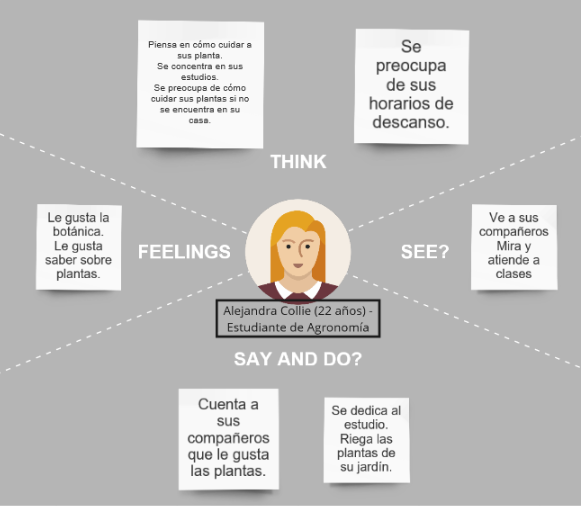 Piensa en cómo cuidar a
sus planta.
Se concentra en sus
estudios.
Se preocupa de cómo
cuidar sus plantas si no
se encuentra en su
casa.
Se
preocupa
de sus
horarios de
descanso.
THINK
Le gusta la
botánica.
Le gusta
saber sobre
plantas.
FEELINGS
SEE?
Ve a sus
compañeros
Mira y
atiende a
clases
Alejandra Collie (22 años) -
Estudiante de Agronomía
SAY AND DO?
Cuenta a
sus
compañeros
que le gusta
las plantas.
Se dedica al
estudio.
Riega las
plantas de
su jardín.